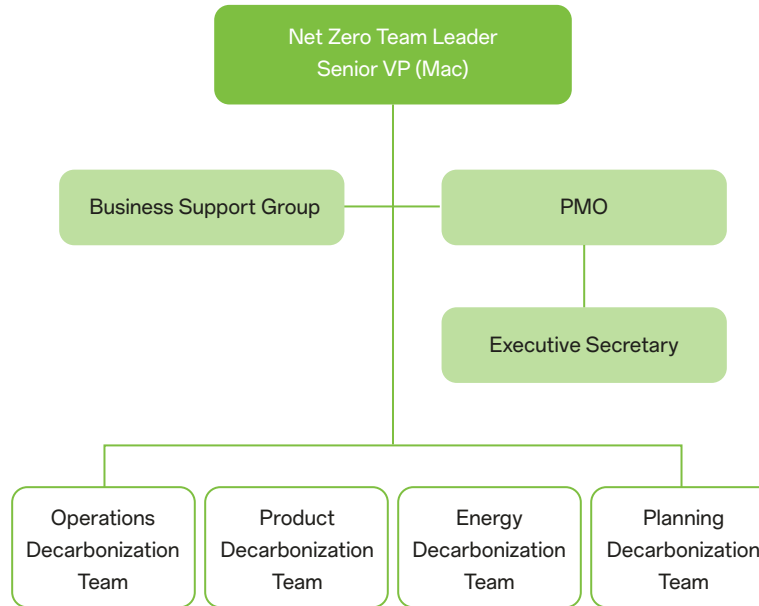 Net Zero Team Leader
Senior VP (Mac)
Business Support Group
PMO
Executive Secretary
Operations
Decarbonization
Team
Product
Decarbonization
Team
Energy
Decarbonization
Team
Planning
Decarbonization
Team